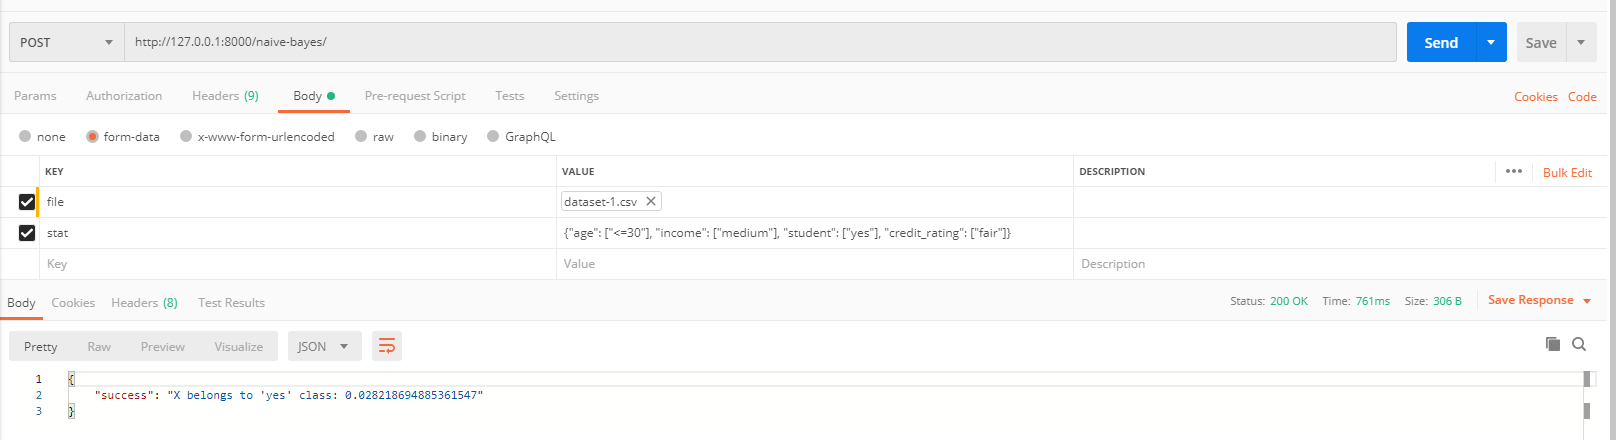 POST http://127.0.0.1:8000/naive-bayes/ Send Save
Params Authorization Headers (9) Body Pre-request Script Tests Settings Cookies Code
none form-data x-www-form-urlencoded raw binary GraphQL
KEY VALUE DESCRIPTION ••• Bulk Edit
file dataset-1.csv
stat {"age": ["<=30"], "income": ["medium"], "student": ["yes"], "credit_rating": ["fair"]}
Key Value Description
Body Cookies Headers (8) Test Results Status: 200 OK Time: 761ms Size: 306 B Save Response
Pretty Raw Preview Visualize JSON
1 {
2 "success": "X belongs to 'yes' class: 0.028218694885361547"
3 }